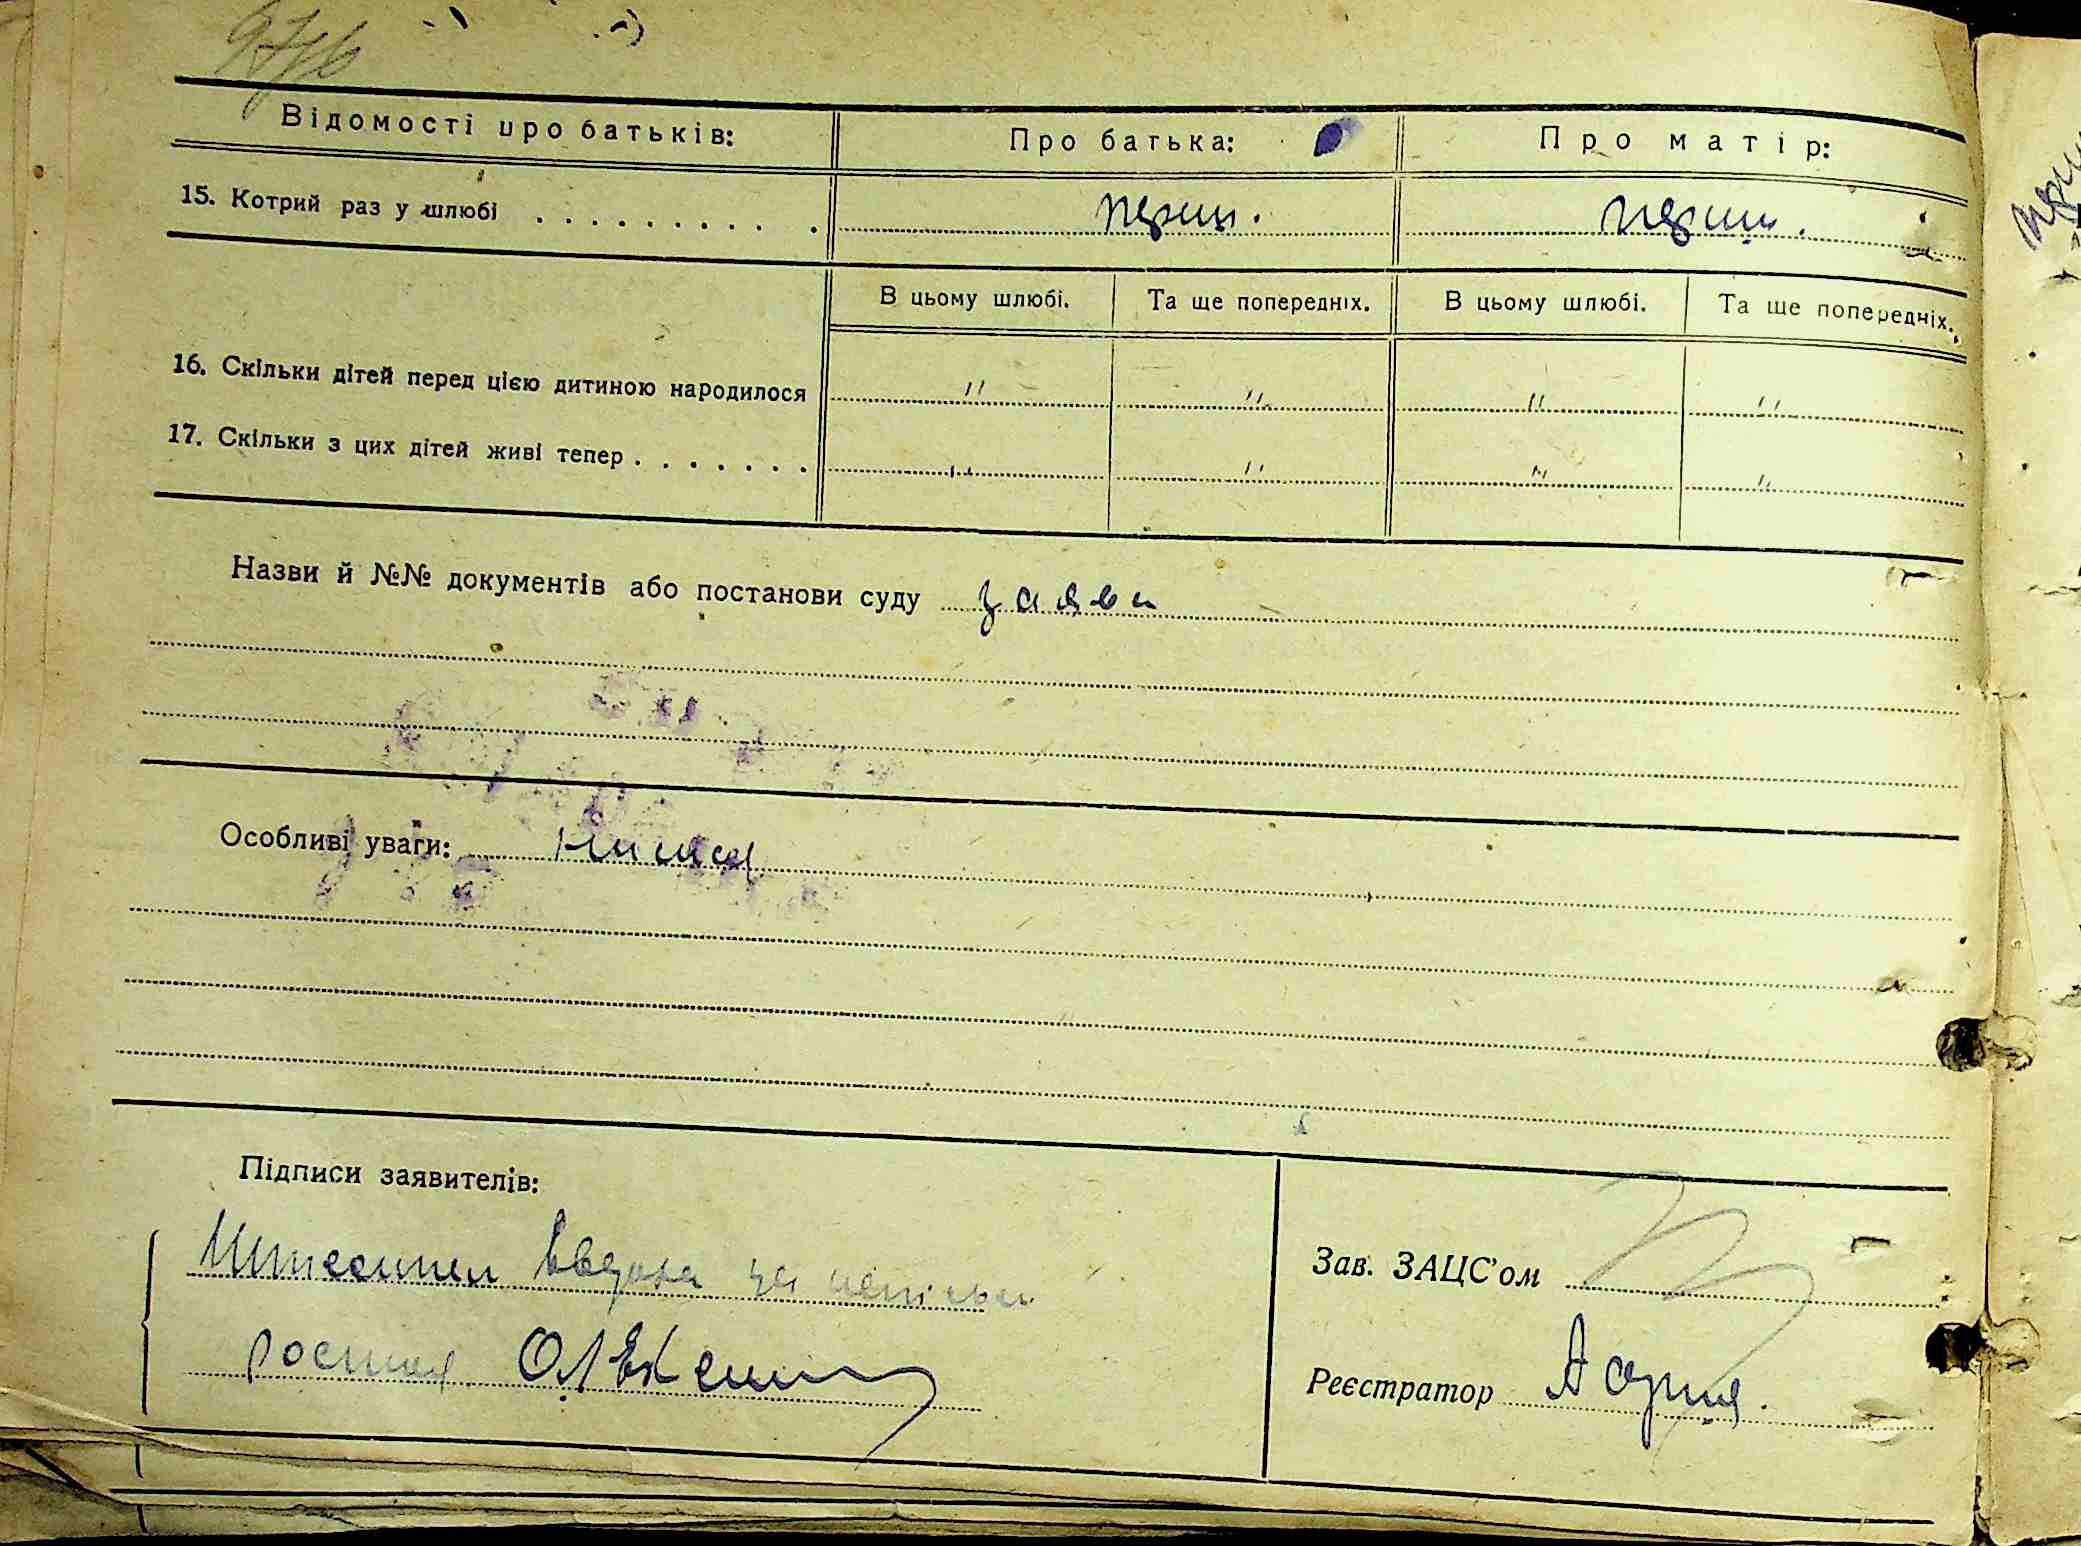 Відомості про батьків: Про батька: Про матір:
15. Котрий раз у шлюбі . . . . . . . . . . перш. перш.
В цьому шлюбі. Та ще попередніх. В цьому шлюбі. Та ще попередніх.
16. Скільки дітей перед цією дитиною народилося " " " "
17. Скільки з цих дітей живі тепер . . . . . . . " " " "
Назви й №№ документів або постанови суду заява
Особливі уваги:
Підписи заявителів:
Зав. ЗАЦС'ом
Реєстратор